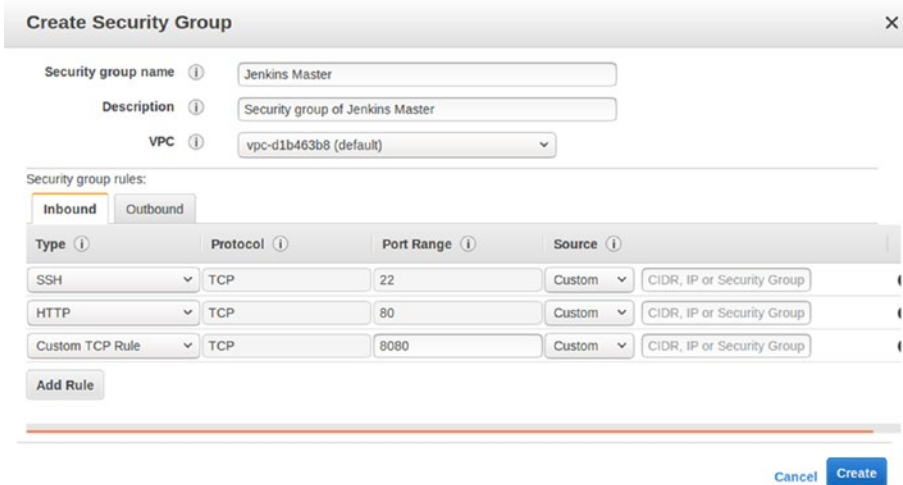 Create Security Group ×
Security group name i Jenkins Master
Description i Security group of Jenkins Master
VPC i vpc-d1b463b8 (default)
Security group rules:
Inbound Outbound
Type i Protocol i Port Range i Source i
SSH TCP 22 Custom CIDR, IP or Security Group
HTTP TCP 80 Custom CIDR, IP or Security Group
Custom TCP Rule TCP 8080 Custom CIDR, IP or Security Group
Add Rule
Cancel Create